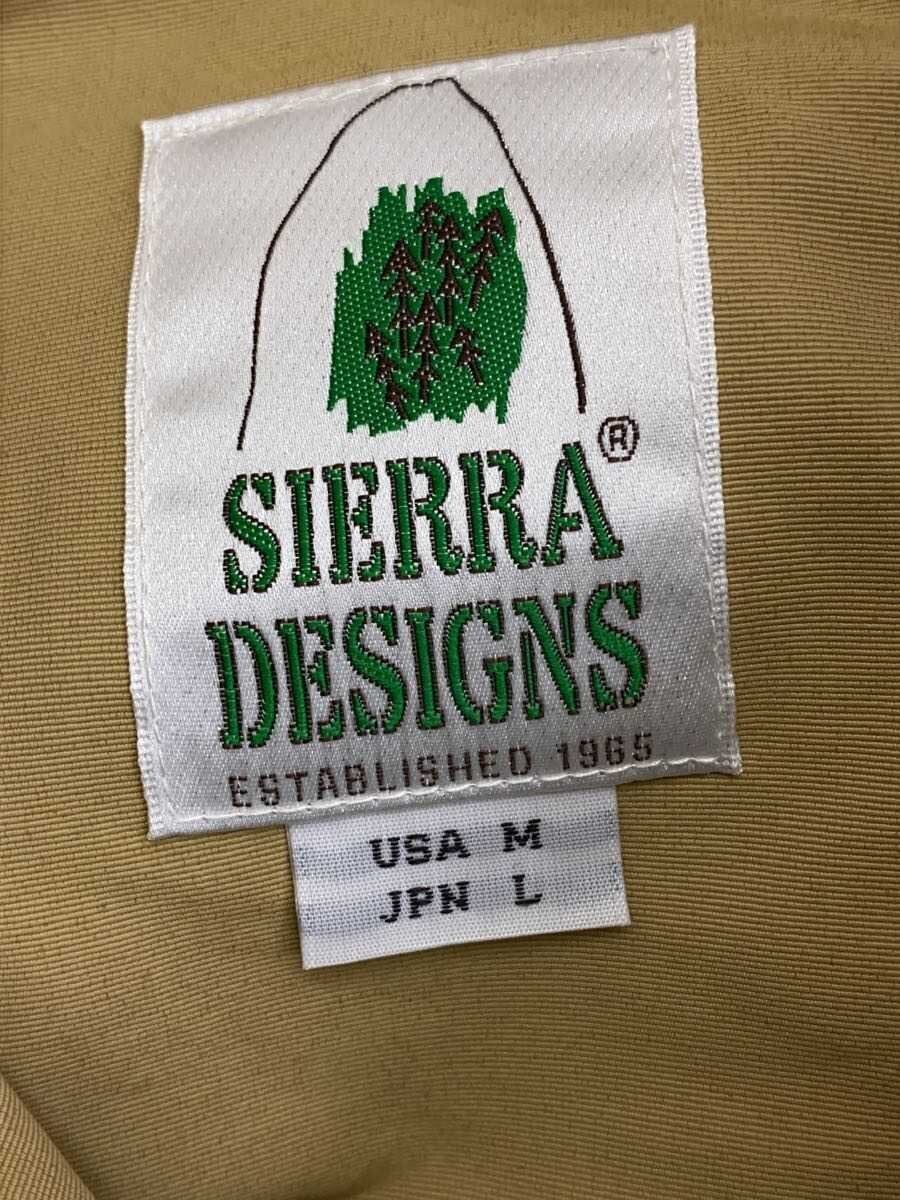 SIERRA®
DESIGNS
ESTABLISHED 1965
USA M
JPN L